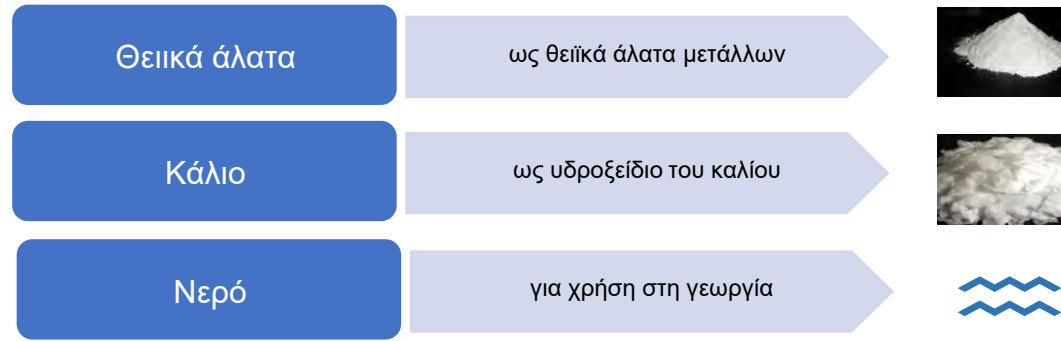 Θειικά άλατα
ως θειϊκά άλατα μετάλλων
Κάλιο
ως υδροξείδιο του καλίου
Νερό
για χρήση στη γεωργία